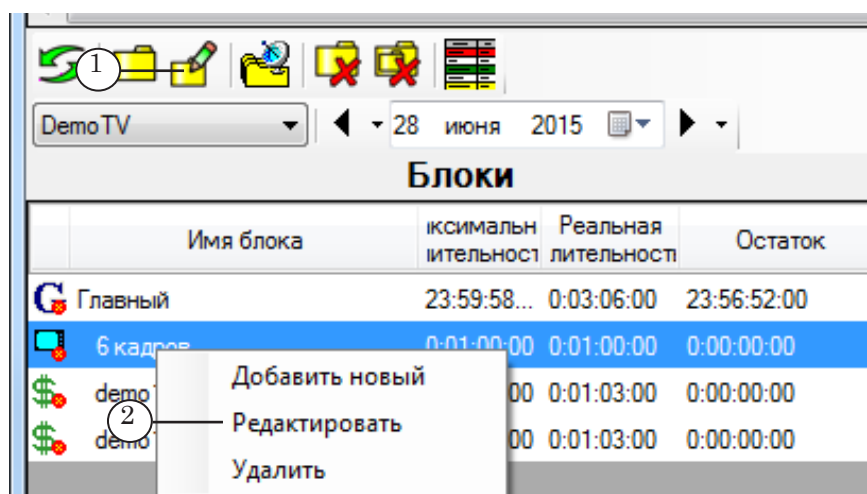 1
DemoTV 28 июня 2015
Блоки
Имя блока ксимальн ительност Реальная лительност Остаток
Главный 23:59:58... 0:03:06:00 23:56:52:00
6 кадров 0:01:00:00 0:01:00:00 0:00:00:00
demo 00 0:01:03:00 0:00:00:00
demo 00 0:01:03:00 0:00:00:00
Добавить новый
2 Редактировать
Удалить